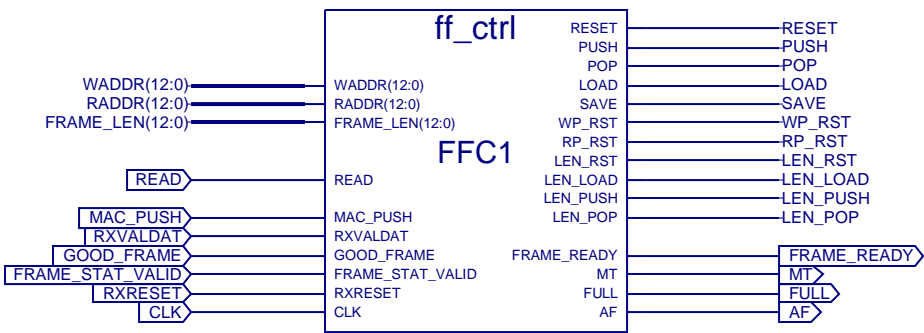 ff_ctrl
RESET RESET
PUSH PUSH
POP POP
WADDR(12:0) WADDR(12:0) LOAD LOAD
RADDR(12:0) RADDR(12:0) SAVE SAVE
FRAME_LEN(12:0) FRAME_LEN(12:0) WP_RST WP_RST
FFC1
RP_RST RP_RST
LEN_RST LEN_RST
READ READ LEN_LOAD LEN_LOAD
LEN_PUSH LEN_PUSH
MAC_PUSH MAC_PUSH LEN_POP LEN_POP
RXVALDAT RXVALDAT
GOOD_FRAME GOOD_FRAME FRAME_READY FRAME_READY
FRAME_STAT_VALID FRAME_STAT_VALID MT MT
RXRESET RXRESET FULL FULL
CLK CLK AF AF